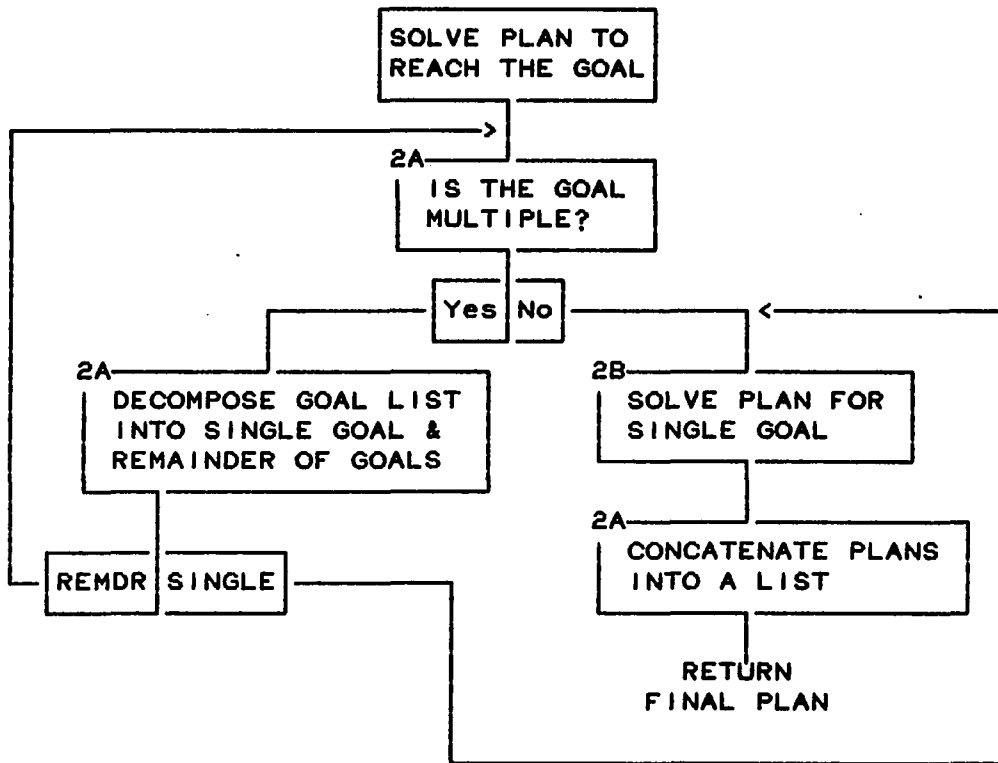 SOLVE PLAN TO
REACH THE GOAL
>
2A
IS THE GOAL
MULTIPLE?
Yes No
<
2A
DECOMPOSE GOAL LIST
INTO SINGLE GOAL &
REMAINDER OF GOALS
2B
SOLVE PLAN FOR
SINGLE GOAL
2A
CONCATENATE PLANS
INTO A LIST
REMDR SINGLE
RETURN
FINAL PLAN